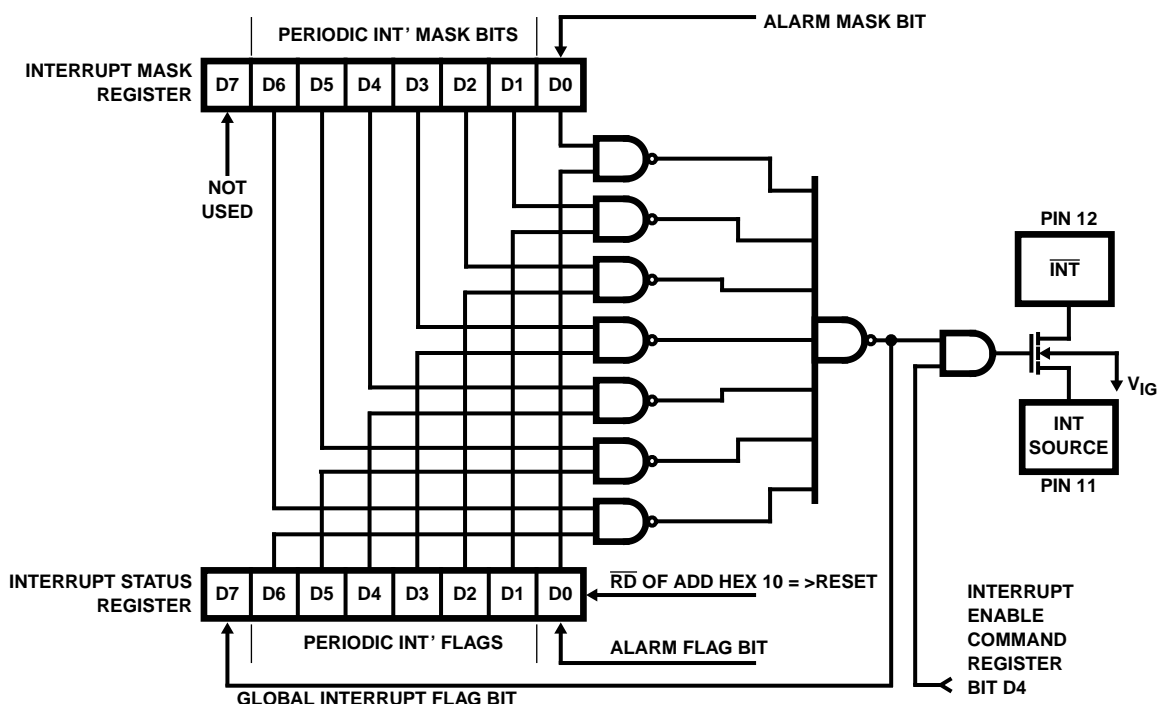 ALARM MASK BIT
PERIODIC INT' MASK BITS
INTERRUPT MASK
REGISTER
D7 D6 D5 D4 D3 D2 D1 D0
NOT
USED
PIN 12
INT
VIG
INT
SOURCE
PIN 11
INTERRUPT STATUS
REGISTER
D7 D6 D5 D4 D3 D2 D1 D0
RD OF ADD HEX 10 = >RESET
PERIODIC INT' FLAGS
ALARM FLAG BIT
GLOBAL INTERRUPT FLAG BIT
INTERRUPT
ENABLE
COMMAND
REGISTER
BIT D4